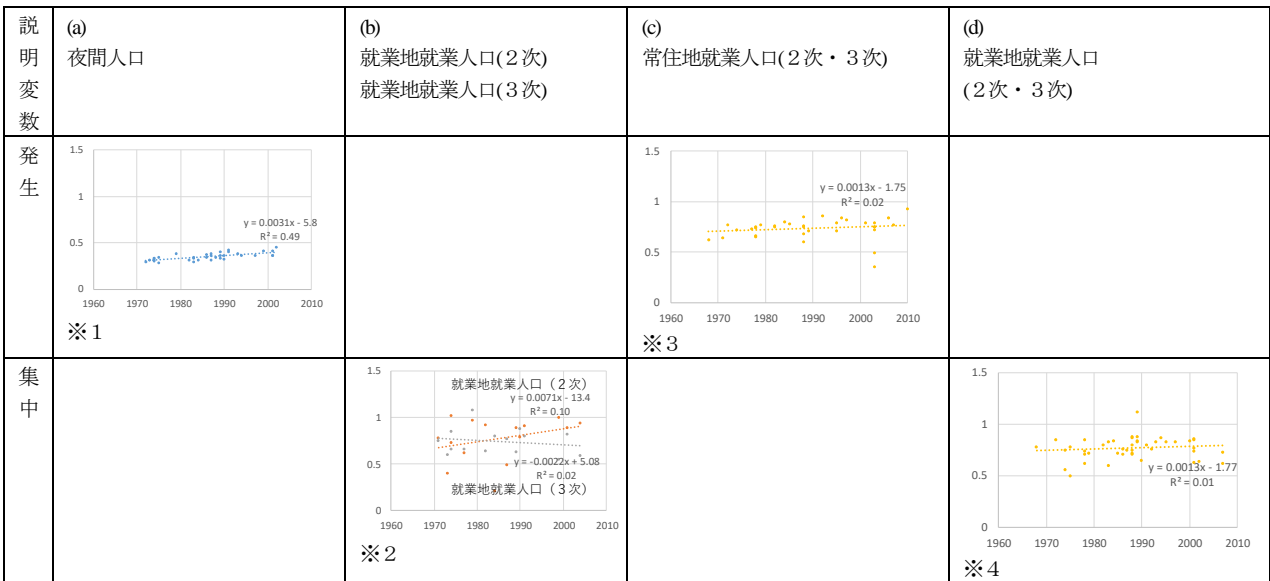 説
明
変
数
(a)
夜間人口
(b)
就業地就業人口(２次)
就業地就業人口(３次)
(c)
常住地就業人口(２次・３次)
(d)
就業地就業人口
(２次・３次)
発
生
1.5
1
0.5
0
y = 0.0031x - 5.8
R² = 0.49
1960 1970 1980 1990 2000 2010
※１
1.5
1
0.5
0
y = 0.0013x - 1.75
R² = 0.02
1960 1970 1980 1990 2000 2010
※３
集
中
1.5
1
0.5
0
就業地就業人口（２次）
y = 0.0071x - 13.4
R² = 0.10
y = -0.0022x + 5.08
R² = 0.02
就業地就業人口（３次）
1960 1970 1980 1990 2000 2010
※２
1.5
1
0.5
0
y = 0.0013x - 1.77
R² = 0.01
1960 1970 1980 1990 2000 2010
※４